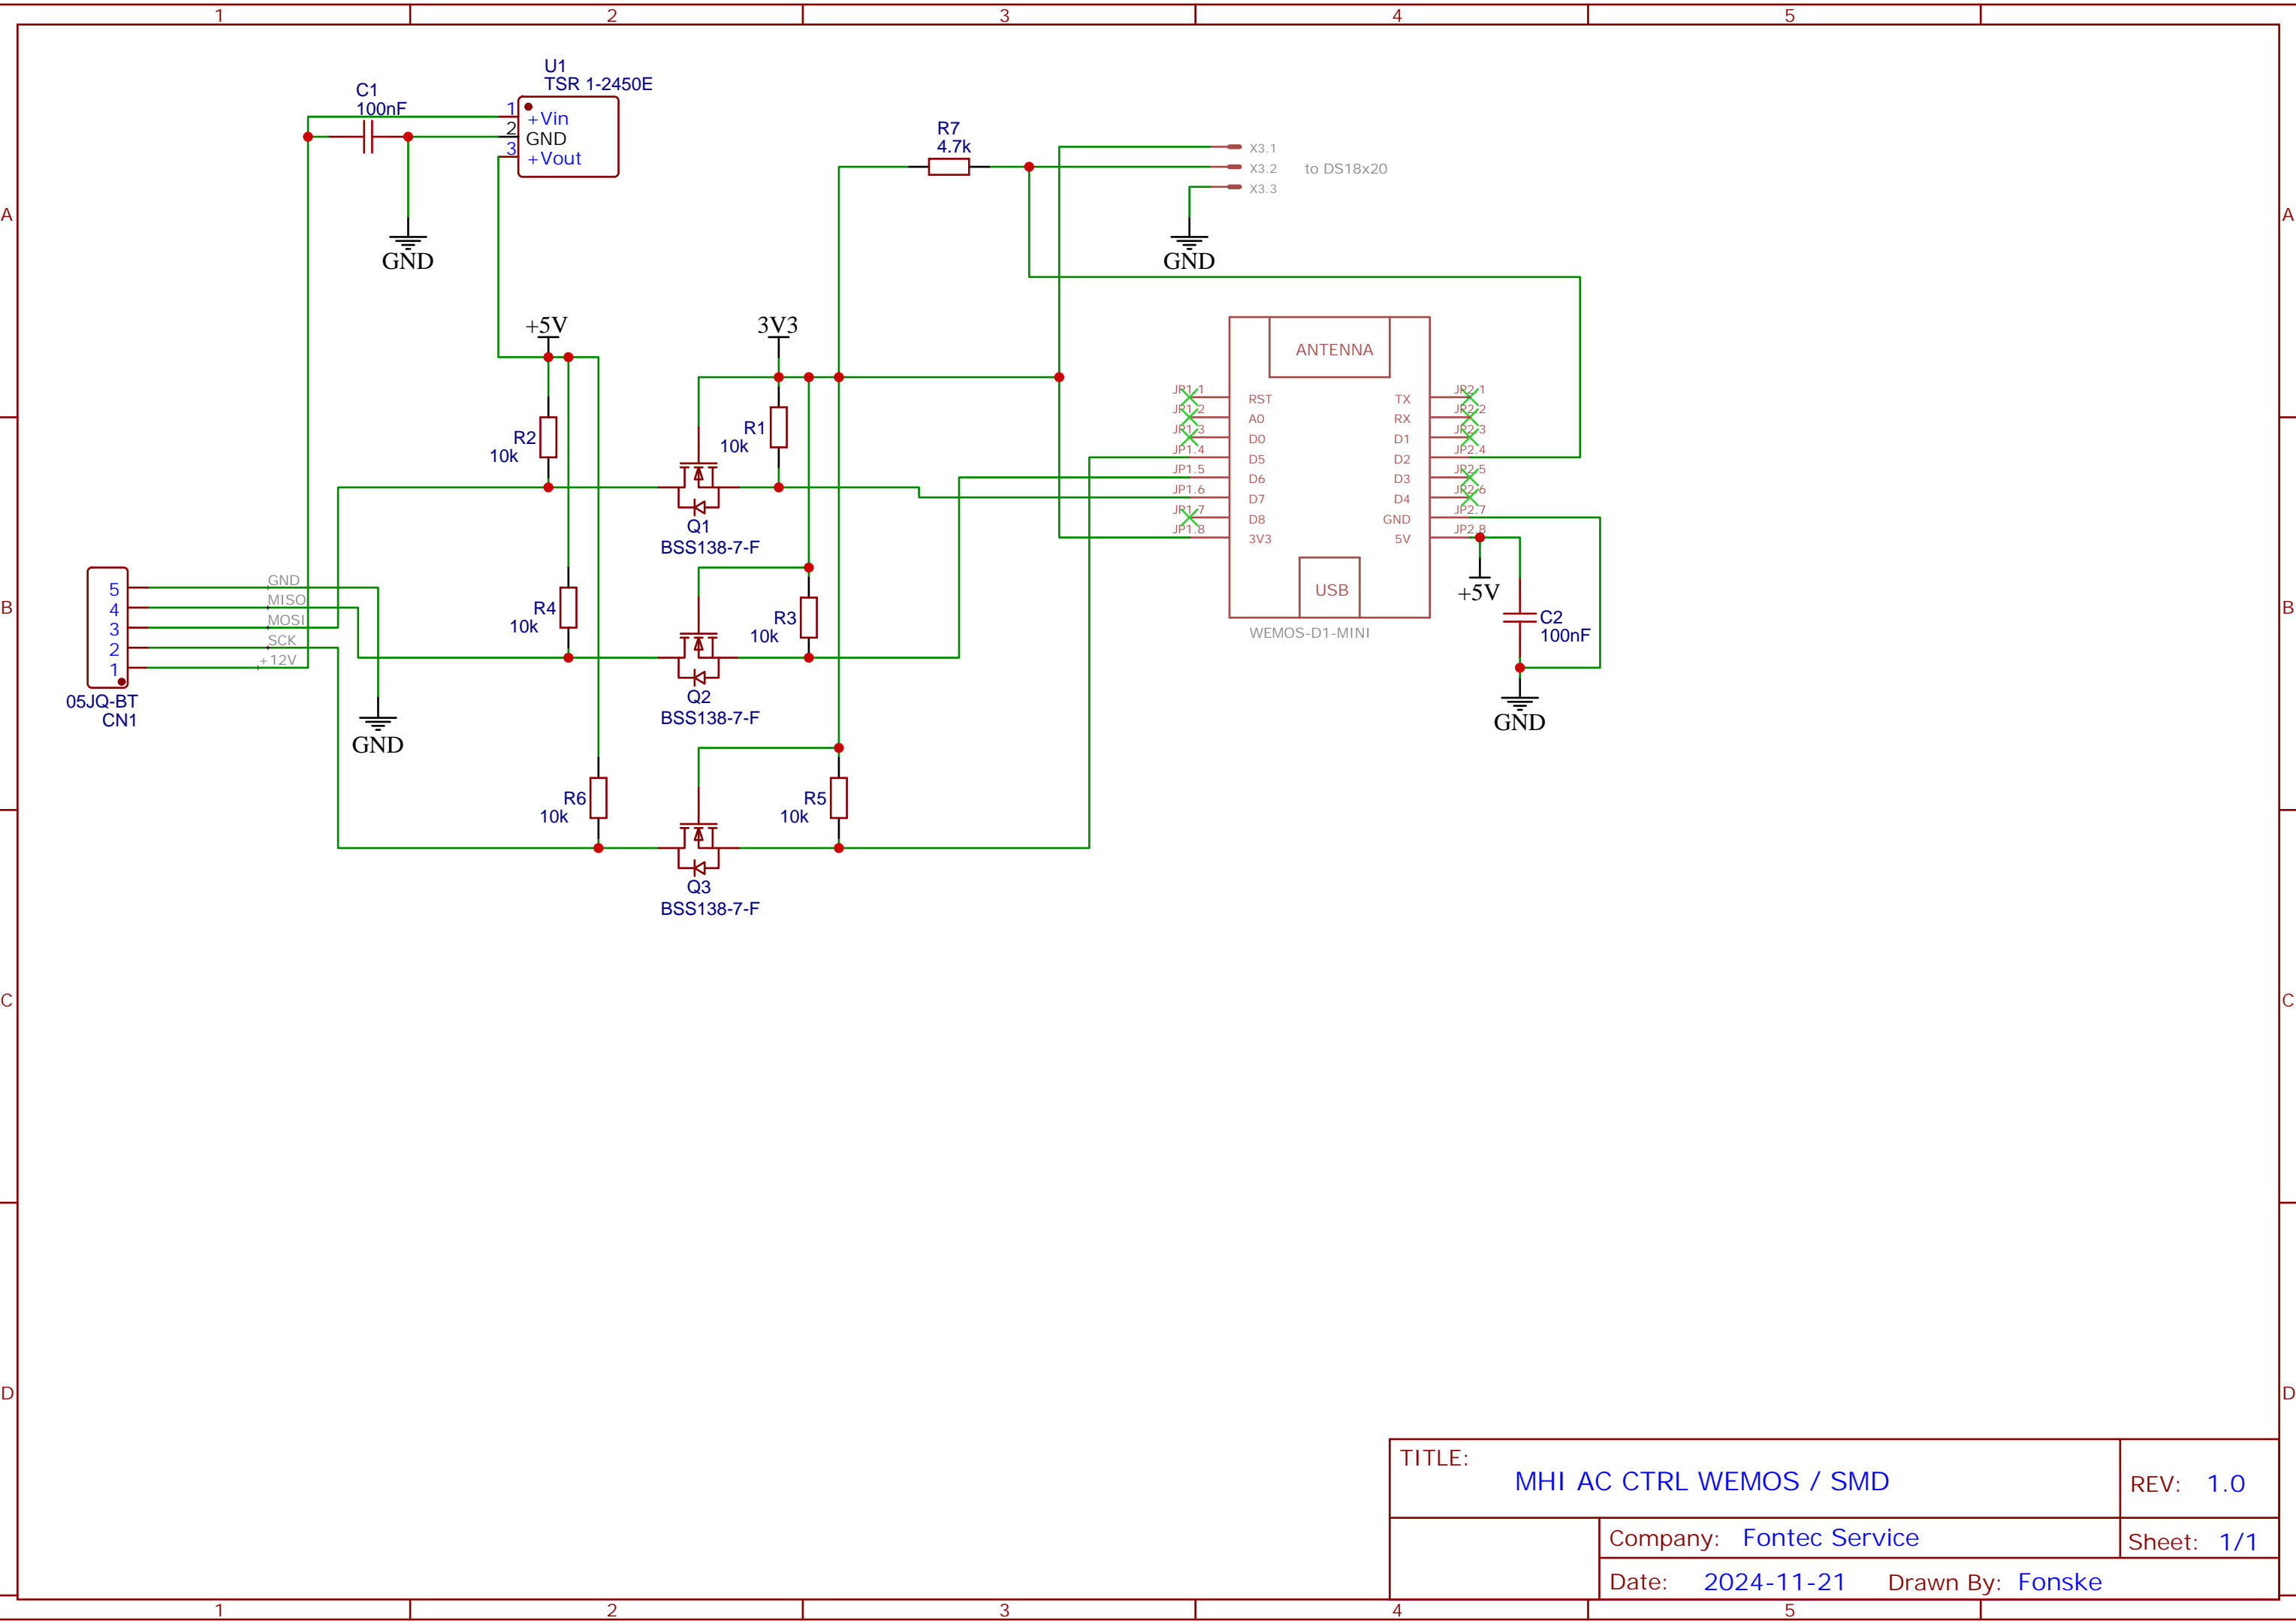 1 2 3 4 5
U1
TSR 1-2450E
C1
100nF
1 +Vin
2 GND
3 +Vout
R7
4.7k
X3.1
X3.2 to DS18x20
X3.3
A A
GND
GND
+5V
3V3
ANTENNA
JP1.1 RST TX JP2.1
JP1.2 A0 RX JP2.2
JP1.3 D0 D1 JP2.3
JP1.4 D5 D2 JP2.4
JP1.5 D6 D3 JP2.5
JP1.6 D7 D4 JP2.6
JP1.7 D8 GND JP2.7
JP1.8 3V3 5V JP2.8
USB
WEMOS-D1-MINI
R2
10k
R1
10k
Q1
BSS138-7-F
+5V
C2
100nF
GND
B B
5 GND
4 MISO
3 MOSI
2 SCK
1 +12V
05JQ-BT
CN1
GND
R4
10k
R3
10k
Q2
BSS138-7-F
R6
10k
R5
10k
Q3
BSS138-7-F
C C
D D
TITLE:
MHI AC CTRL WEMOS / SMD
REV: 1.0
Company: Fontec Service
Sheet: 1/1
Date: 2024-11-21 Drawn By: Fonske
1 2 3 4 5